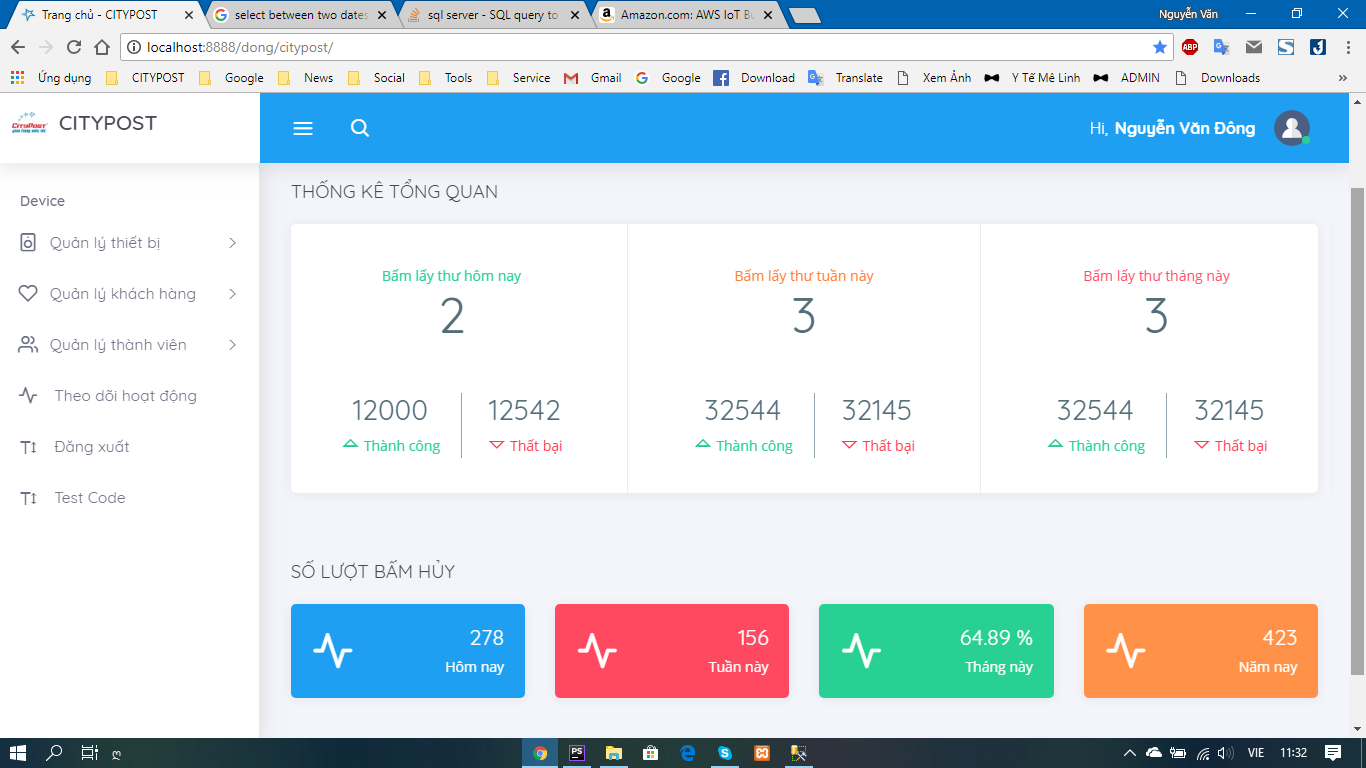 Trang chủ - CITYPOST
select between two dates
sql server - SQL query to
Amazon.com: AWS IoT Bu
Nguyễn Văn
localhost:8888/dong/citypost/
ABP
Ứng dụng CITYPOST Google News Social Tools Service Gmail Google Download Translate Xem Ảnh Y Tế Mê Linh ADMIN Downloads »
CITYPOST
CITYPOST
Hi, Nguyễn Văn Đông
Device
Quản lý thiết bị
Quản lý khách hàng
Quản lý thành viên
Theo dõi hoạt động
Đăng xuất
Test Code
THỐNG KÊ TỔNG QUAN
Bấm lấy thư hôm nay
2
12000
Thành công
12542
Thất bại
Bấm lấy thư tuần này
3
32544
Thành công
32145
Thất bại
Bấm lấy thư tháng này
3
32544
Thành công
32145
Thất bại
SỐ LƯỢT BẤM HỦY
278
Hôm nay
156
Tuần này
64.89 %
Tháng này
423
Năm nay
PS
VIE
11:32